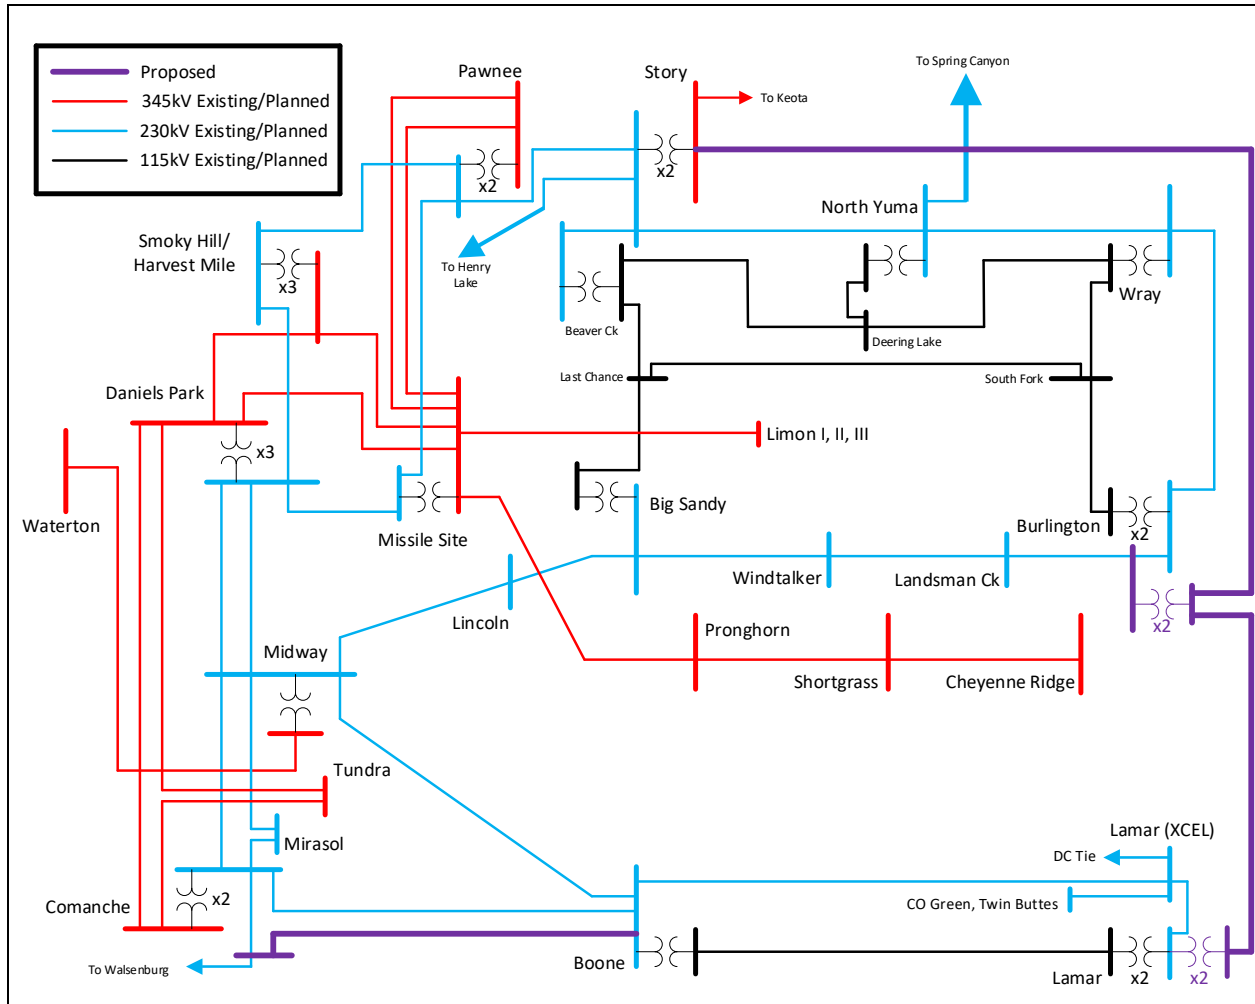 Proposed
345kV Existing/Planned
230kV Existing/Planned
115kV Existing/Planned
Pawnee
x2
Story
x2
To Keota
To Spring Canyon
Smoky Hill/
Harvest Mile
x3
To Henry
Lake
North Yuma
Beaver Ck
Deering Lake
Wray
Last Chance
South Fork
Daniels Park
x3
Limon I, II, III
Waterton
Missile Site
Big Sandy
Burlington
x2
Windtalker
Landsman Ck
Lincoln
x2
Midway
Pronghorn
Shortgrass
Cheyenne Ridge
Tundra
Mirasol
Lamar (XCEL)
DC Tie
CO Green, Twin Buttes
Comanche
x2
To Walsenburg
Boone
Lamar
x2
x2